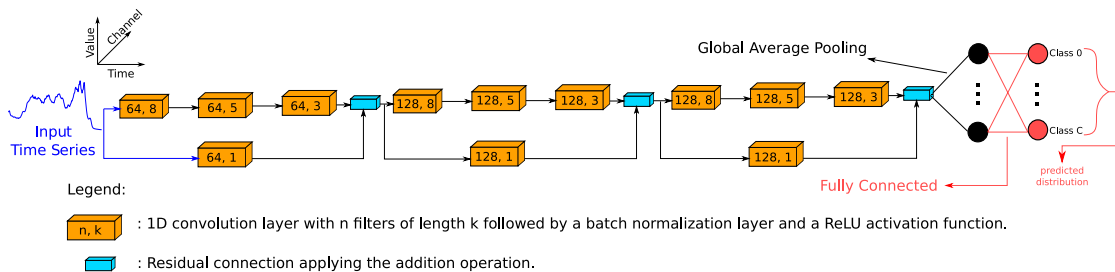 Value
Channel
Time
Input
Time Series
64, 8
64, 5
64, 3
64, 1
128, 8
128, 5
128, 3
128, 1
128, 8
128, 5
128, 3
128, 1
Global Average Pooling
Class 0
Class C
Fully Connected
predicted
distribution
Legend:
n, k
: 1D convolution layer with n filters of length k followed by a batch normalization layer and a ReLU activation function.
: Residual connection applying the addition operation.